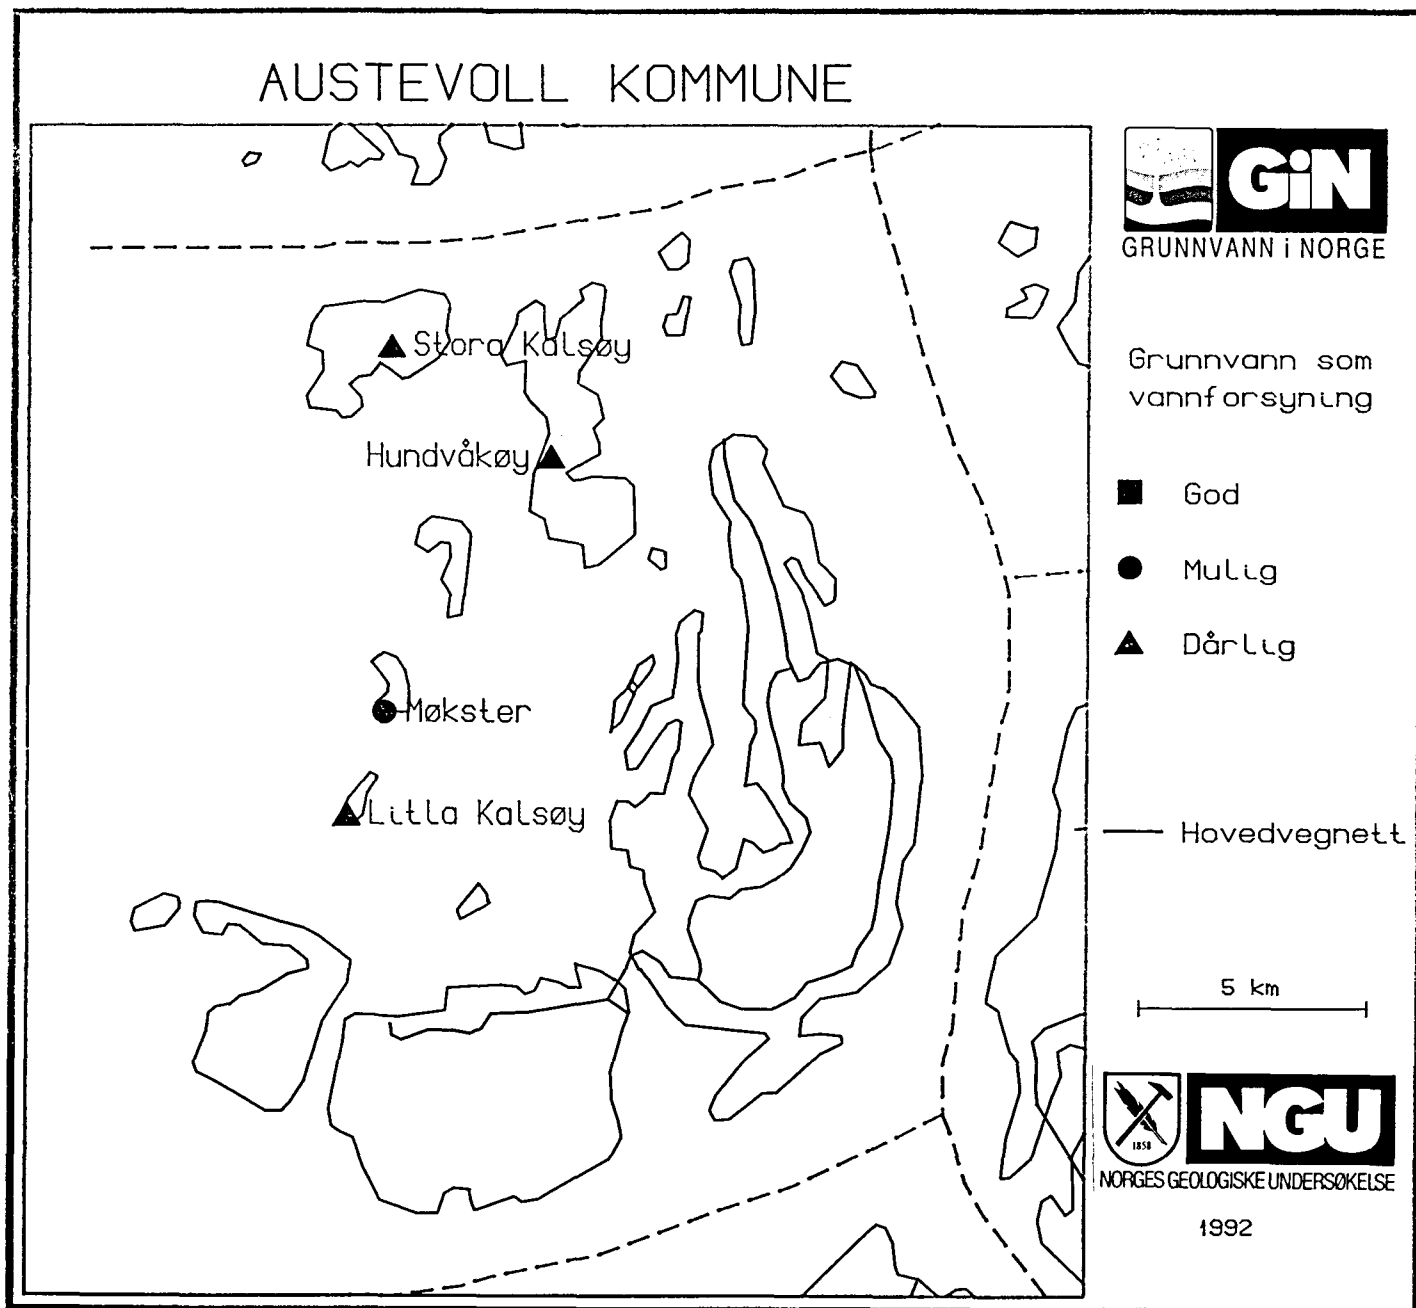 AUSTEVOLL KOMMUNE
GiN
GRUNNVANN i NORGE
Stora Kalsøy
Grunnvann som
vannforsyning
Hundvåkøy
God
Mulig
Dårlig
Møkster
Litla Kalsøy
Hovedvegnett
5 km
1858
NGU
NORGES GEOLOGISKE UNDERSØKELSE
1992